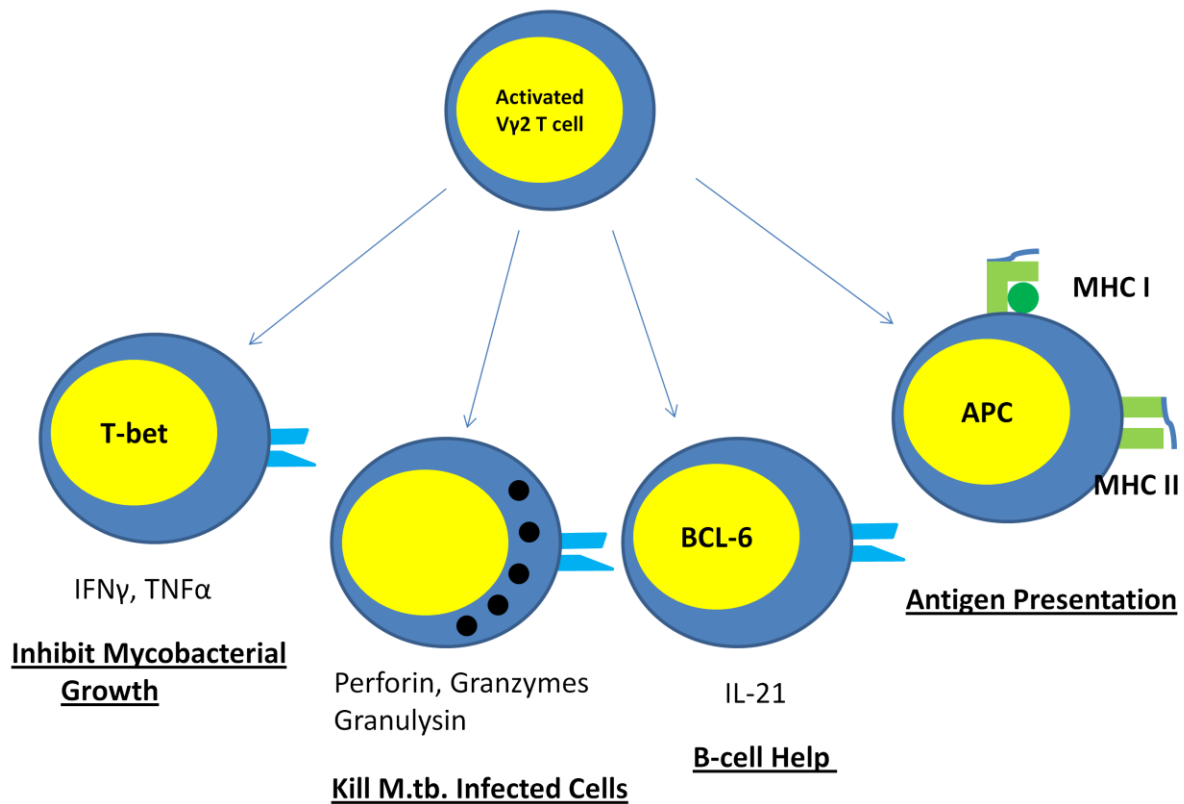 Activated
Vγ2 T cell
MHC I
T-bet
APC
MHC II
BCL-6
IFNγ, TNFα
Inhibit Mycobacterial
Growth
Perforin, Granzymes
Granulysin
Kill M.tb. Infected Cells
IL-21
B-cell Help
Antigen Presentation